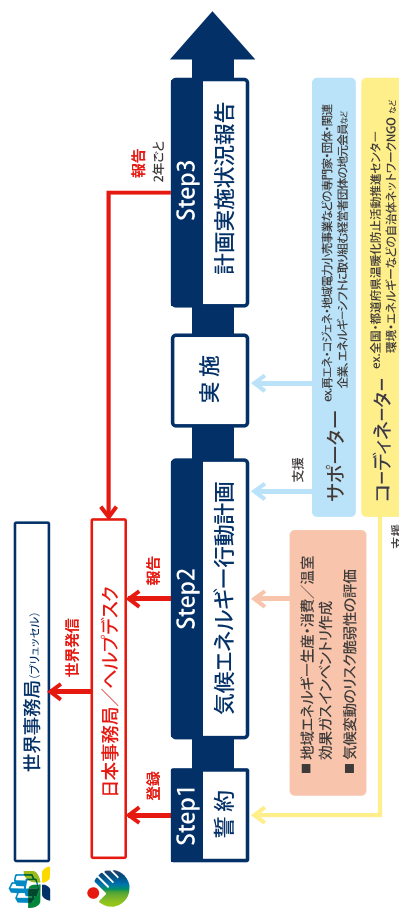 世界事務局(ブリュッセル)
世界発信
日本事務局/ヘルプデスク
登録
報告
報告
2年ごと
Step1
誓約
Step2
気候エネルギー行動計画
実施
Step3
計画実施状況報告
■ 地域エネルギー生産・消費/温室
効果ガスインベントリ作成
■ 気候変動のリスク脆弱性の評価
支援
サポーター ex.再エネ・コジェネ・地域電力小売事業などの専門家・団体・関連
企業、エネルギーシフトに取り組む経営者団体の地元会員など
支援
コーディネーター ex.全国・都道府県温暖化防止活動推進センター
環境・エネルギーなどの自治体ネットワークNGO など